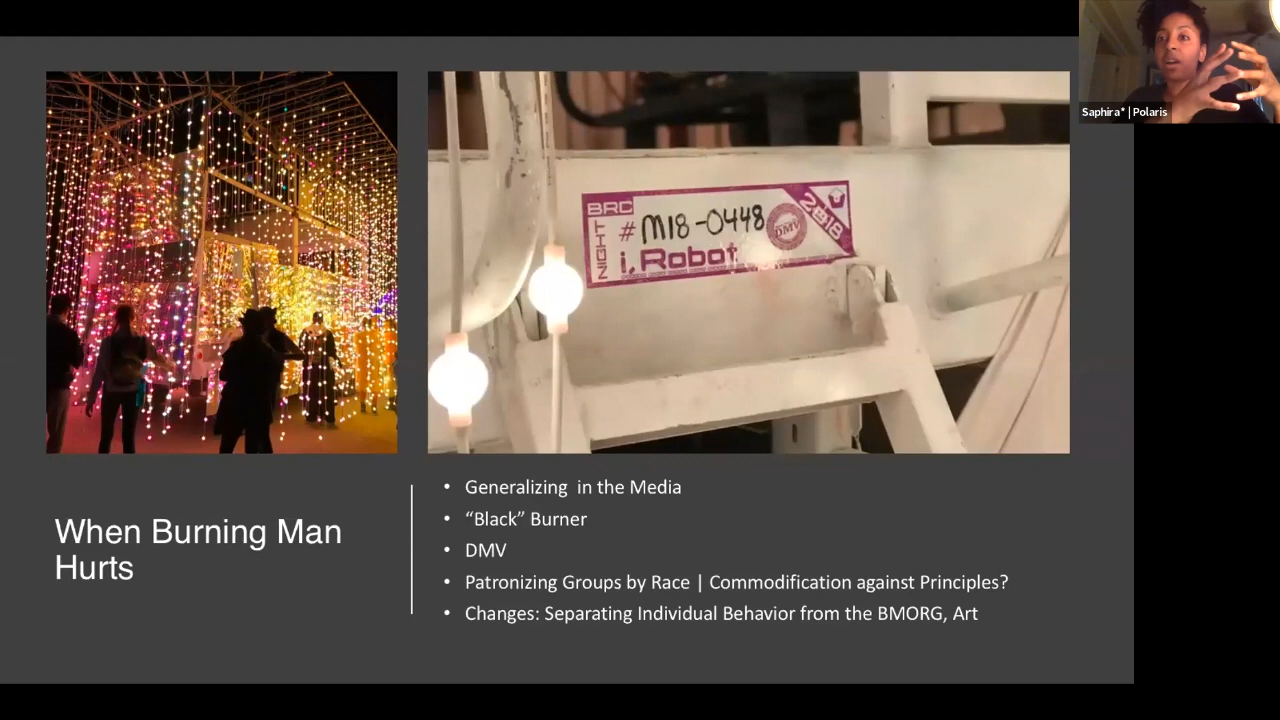 Saphira* | Polaris
BRC
NIGHT
# M18-0448
DMV
2018
i, Robot
When Burning Man
Hurts
• Generalizing  in the Media
• “Black” Burner
• DMV
• Patronizing Groups by Race | Commodification against Principles?
• Changes: Separating Individual Behavior from the BMORG, Art